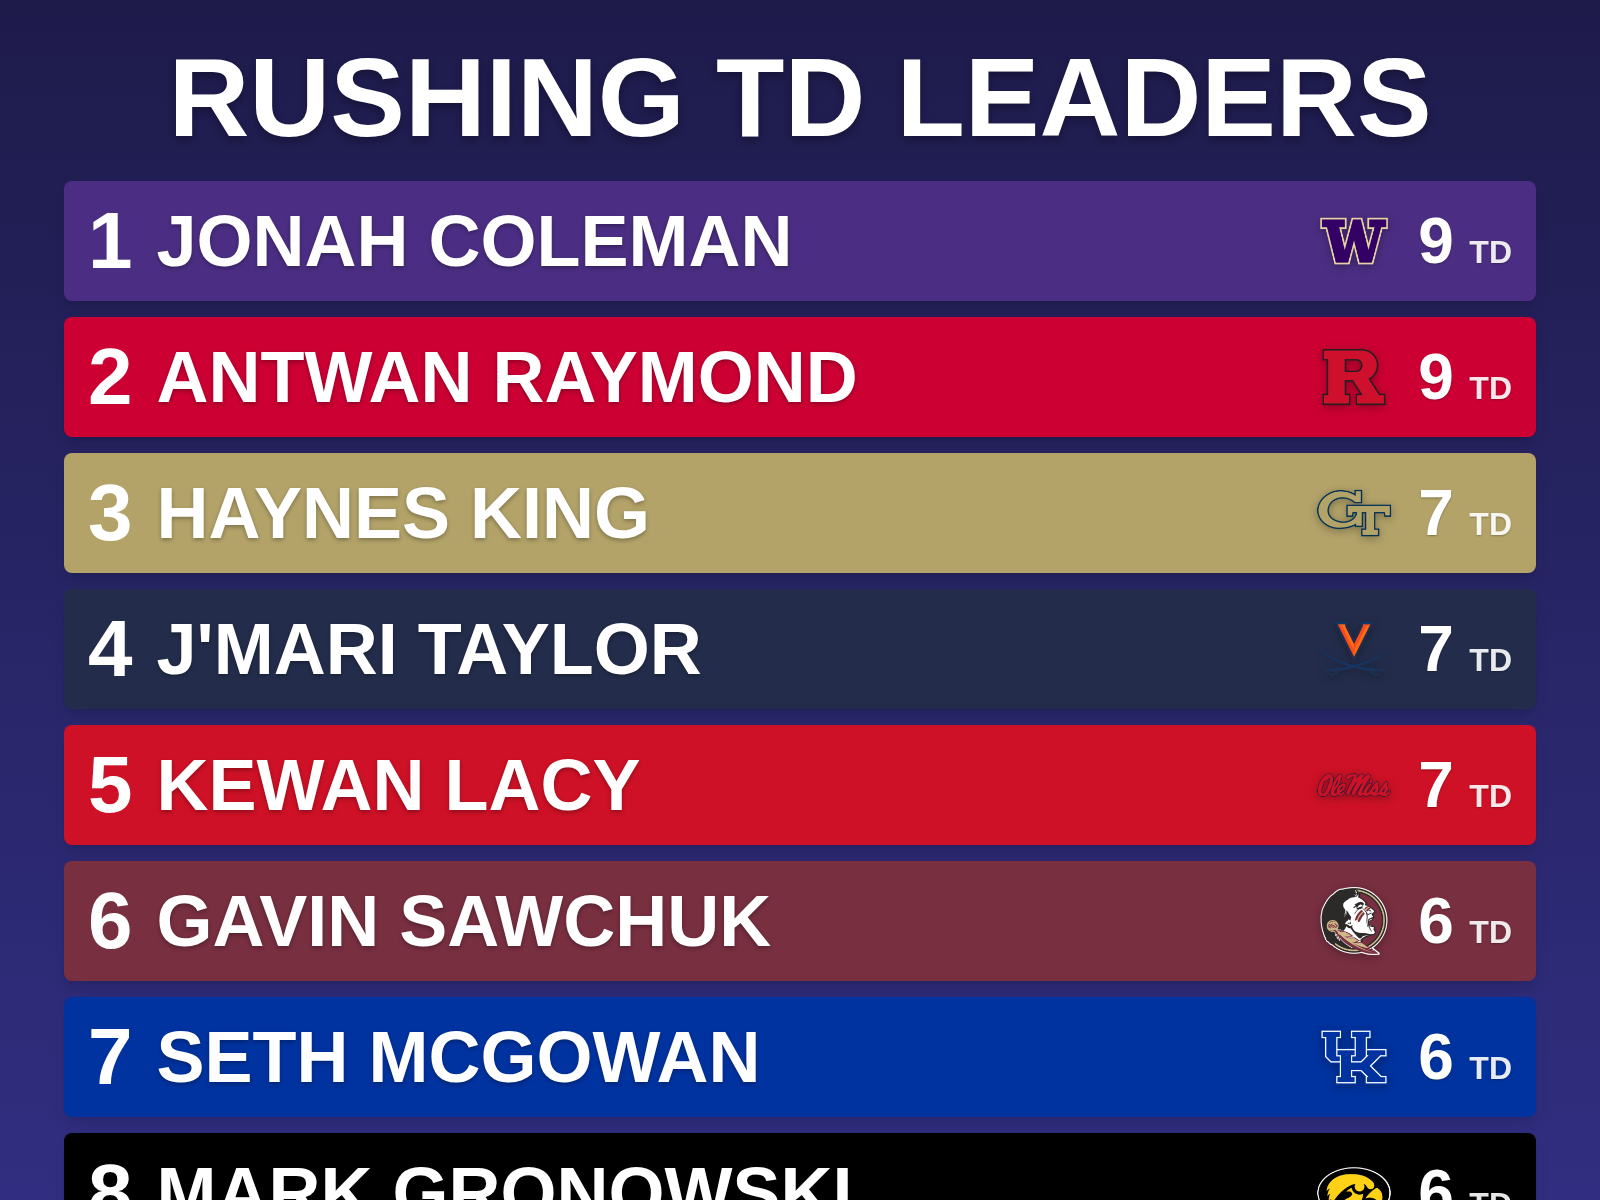 RUSHING TD LEADERS
1 JONAH COLEMAN W 9 TD
2 ANTWAN RAYMOND R 9 TD
3 HAYNES KING GT 7 TD
4 J'MARI TAYLOR V 7 TD
5 KEWAN LACY Ole Miss 7 TD
6 GAVIN SAWCHUK 6 TD
7 SETH MCGOWAN UK 6 TD
8 MARK GRONOWSKI 6 TD